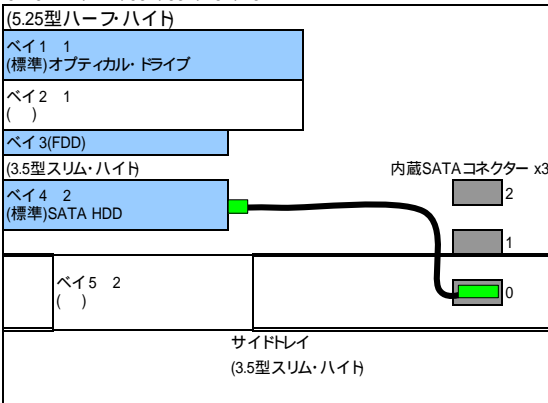 (5.25型ハーフ・ハイト)
ベイ1 1
(標準)オプティカル・ドライブ
ベイ2 1
( )
ベイ3(FDD)
(3.5型スリム・ハイト)
内蔵SATAコネクター x3
ベイ4 2
(標準)SATA HDD
2
1
ベイ5 2
( )
0
サイドトレイ
(3.5型スリム・ハイト)